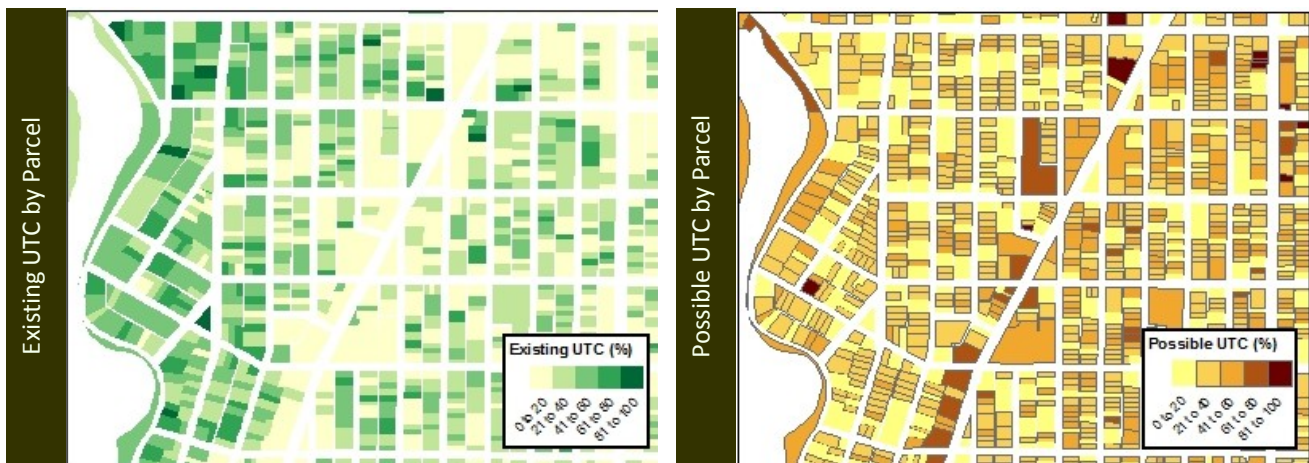 Existing UTC by Parcel
Existing UTC (%)
0 to 20
21 to 40
41 to 60
61 to 80
81 to 100
Possible UTC by Parcel
Possible UTC (%)
0 to 20
21 to 40
41 to 60
61 to 80
81 to 100